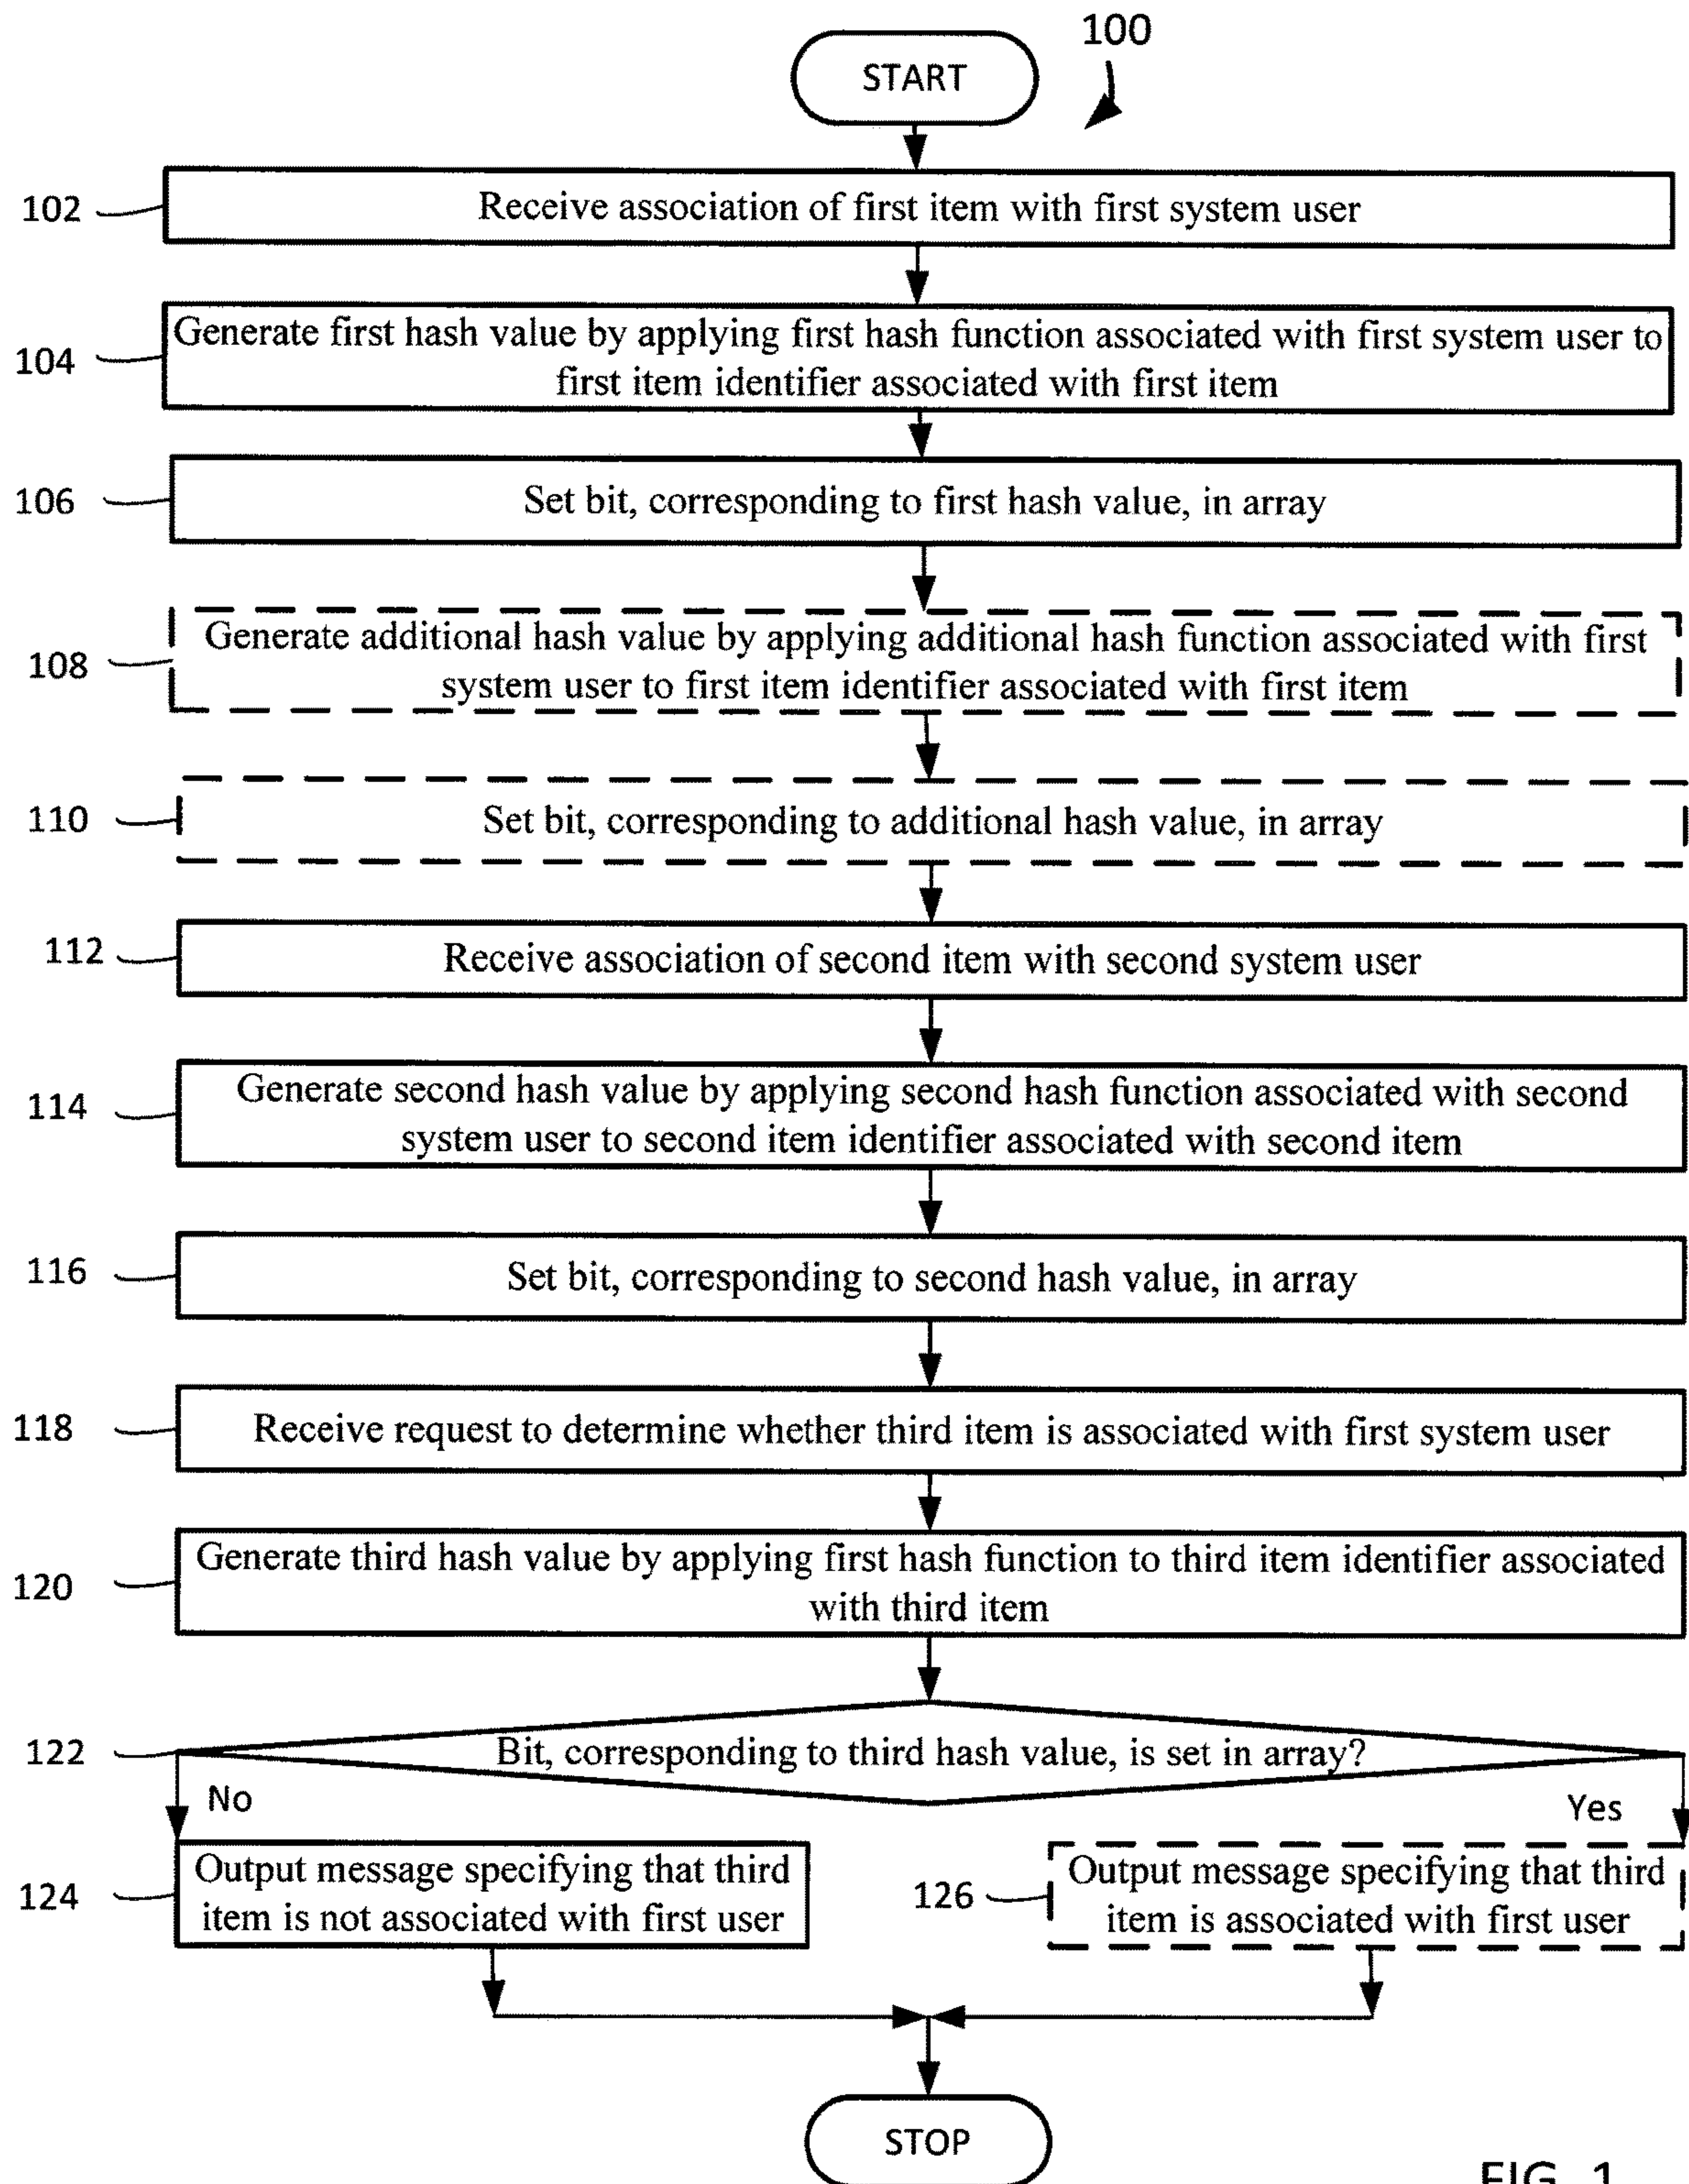 100
START
102
Receive association of first item with first system user
104
Generate first hash value by applying first hash function associated with first system user to
first item identifier associated with first item
106
Set bit, corresponding to first hash value, in array
108
Generate additional hash value by applying additional hash function associated with first
system user to first item identifier associated with first item
110
Set bit, corresponding to additional hash value, in array
112
Receive association of second item with second system user
114
Generate second hash value by applying second hash function associated with second
system user to second item identifier associated with second item
116
Set bit, corresponding to second hash value, in array
118
Receive request to determine whether third item is associated with first system user
120
Generate third hash value by applying first hash function to third item identifier associated
with third item
122
Bit, corresponding to third hash value, is set in array?
No
Yes
124
Output message specifying that third
item is not associated with first user
126
Output message specifying that third
item is associated with first user
STOP
FIG. 1